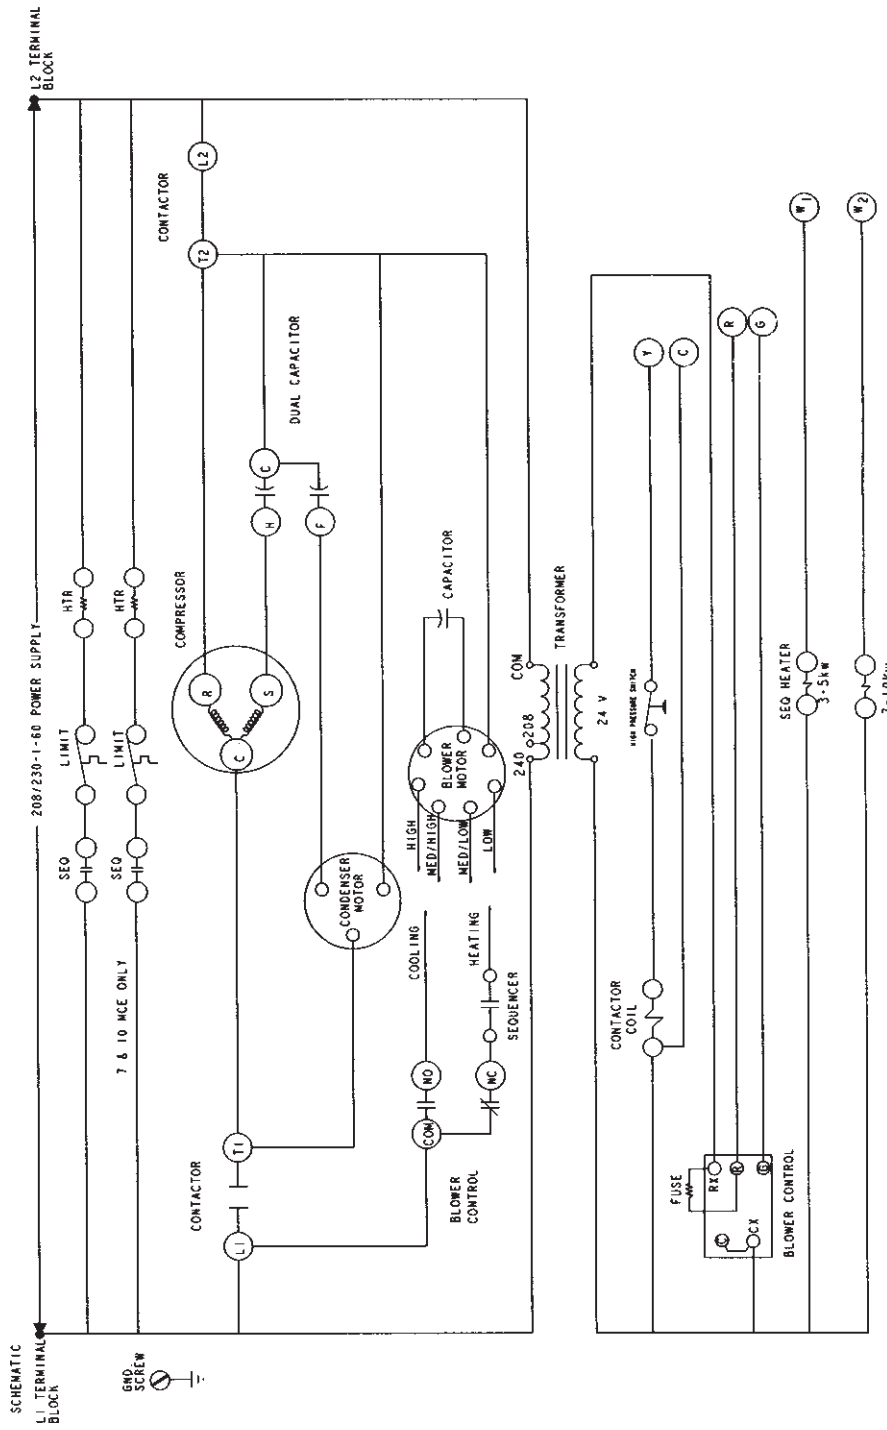 SCHEMATIC
L1 TERMINAL
BLOCK
208/230-1-60 POWER SUPPLY
L2 TERMINAL
BLOCK
SEQ
LIMIT
HTR
SEQ
LIMIT
HTR
7 & 10 MCE ONLY
GND
SCREW
CONTACTOR
L1
T1
COMPRESSOR
C
R
S
CONTACTOR
T2
L2
DUAL CAPACITOR
H
C
F
CONDENSER
MOTOR
BLOWER
CONTROL
COM
NO
NC
COOLING
HEATING
SEQUENCER
HIGH
MED/HIGH
MED/LOW
LOW
BLOWER
MOTOR
CAPACITOR
240
208
COM
TRANSFORMER
24 V
HIGH PRESSURE SWITCH
CONTACTOR
COIL
Y
C
FUSE
RX
R
G
C
CX
BLOWER CONTROL
R
G
SEQ HEATER
3-5kw
W1
W2